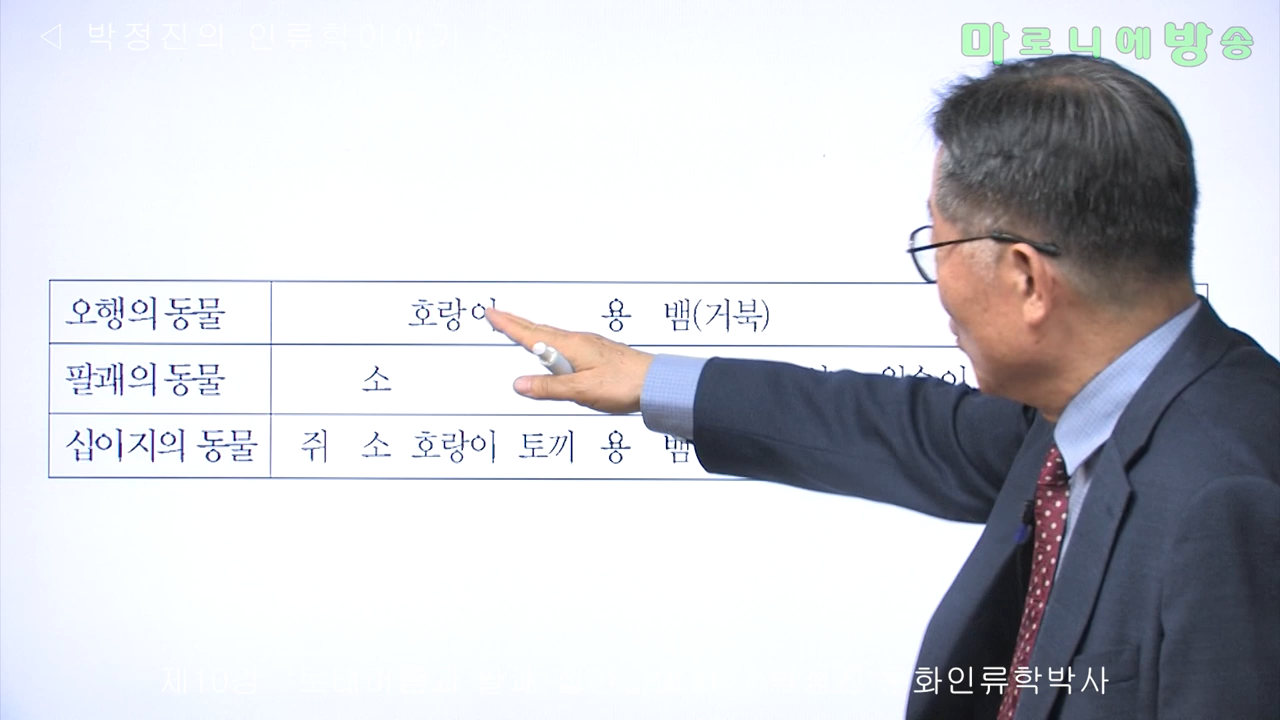 ◁ 박정진의 인류학이야기
마로니에방송
오행의 동물 호랑이 용 뱀(거북)
팔괘의 동물 소
십이지의 동물 쥐 소 호랑이 토끼 용 뱀
화인류학박사